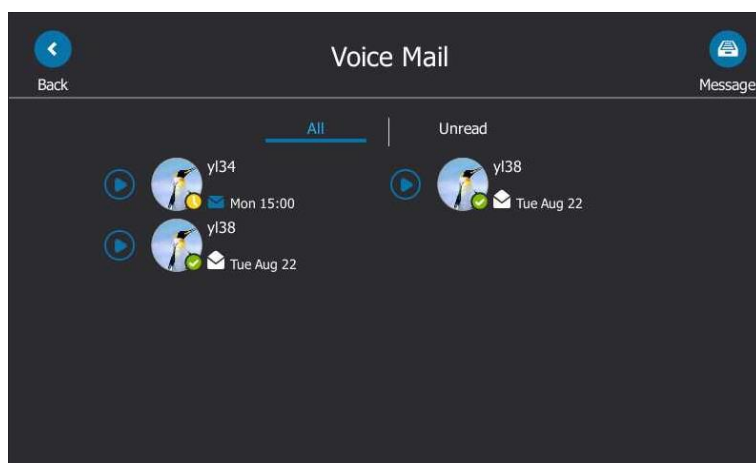 Voice Mail
Back
Message
All
Unread
yl34
Mon 15:00
yl38
Tue Aug 22
yl38
Tue Aug 22